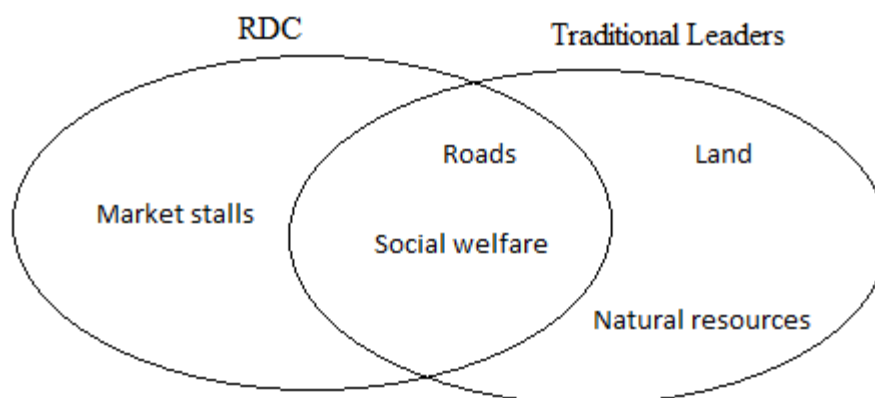 RDC
Traditional Leaders
Roads
Land
Market stalls
Social welfare
Natural resources